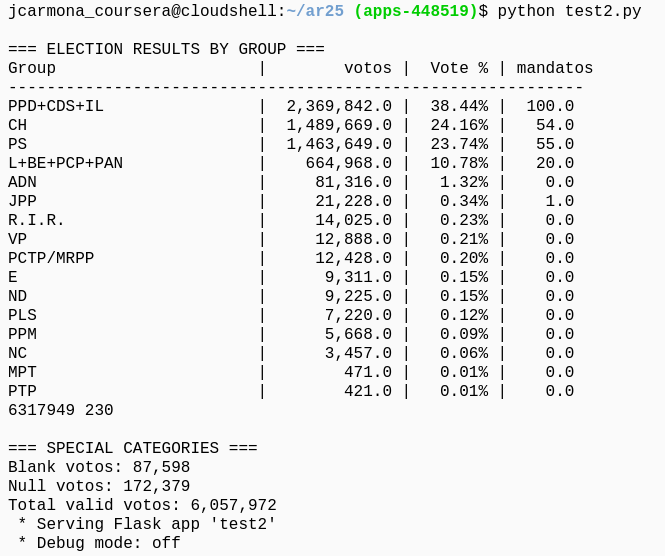 jcarmona_coursera@cloudshell:~/ar25 (apps-448519)$ python test2.py
=== ELECTION RESULTS BY GROUP ===
Group | votos | Vote % | mandatos
------------------------------------------------------------
PPD+CDS+IL | 2,369,842.0 | 38.44% | 100.0
CH | 1,489,669.0 | 24.16% | 54.0
PS | 1,463,649.0 | 23.74% | 55.0
L+BE+PCP+PAN | 664,968.0 | 10.78% | 20.0
ADN | 81,316.0 | 1.32% | 0.0
JPP | 21,228.0 | 0.34% | 1.0
R.I.R. | 14,025.0 | 0.23% | 0.0
VP | 12,888.0 | 0.21% | 0.0
PCTP/MRPP | 12,428.0 | 0.20% | 0.0
E | 9,311.0 | 0.15% | 0.0
ND | 9,225.0 | 0.15% | 0.0
PLS | 7,220.0 | 0.12% | 0.0
PPM | 5,668.0 | 0.09% | 0.0
NC | 3,457.0 | 0.06% | 0.0
MPT | 471.0 | 0.01% | 0.0
PTP | 421.0 | 0.01% | 0.0
6317949 230
=== SPECIAL CATEGORIES ===
Blank votos: 87,598
Null votos: 172,379
Total valid votos: 6,057,972
 * Serving Flask app 'test2'
 * Debug mode: off